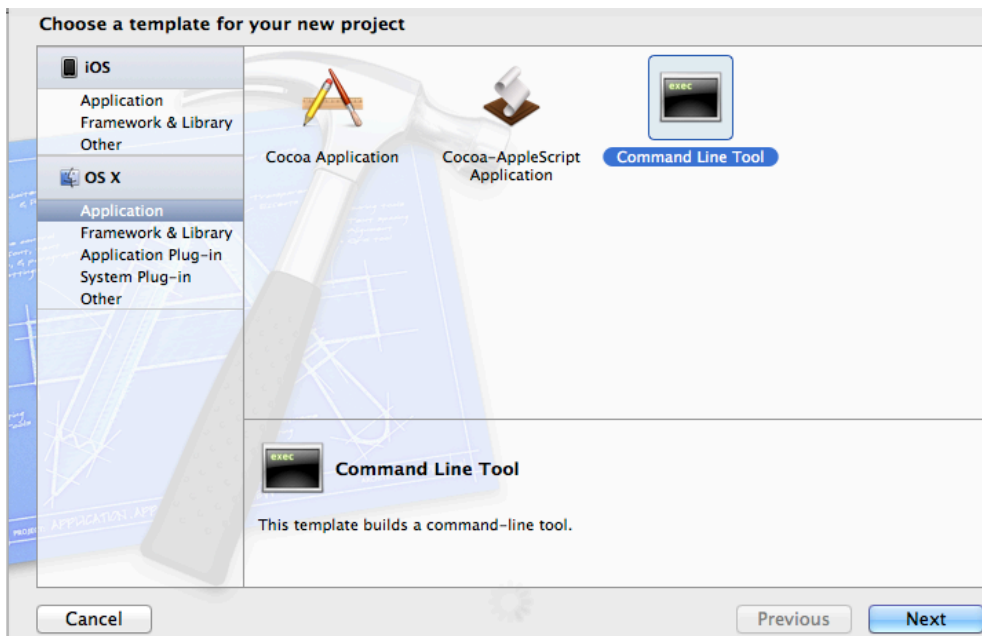 Choose a template for your new project
iOS
Application
Framework & Library
Other
OS X
Application
Framework & Library
Application Plug-in
System Plug-in
Other
exec
Cocoa Application
Cocoa-AppleScript
Application
Command Line Tool
exec
Command Line Tool
This template builds a command-line tool.
Cancel
Previous
Next